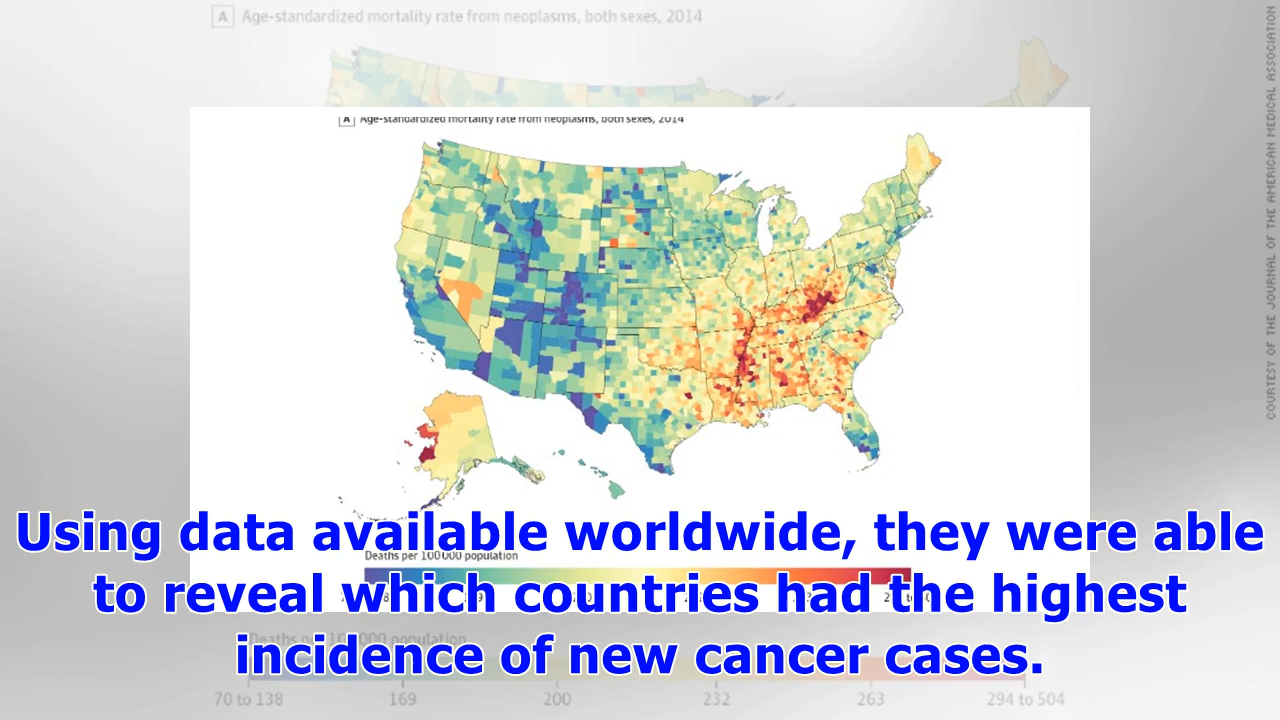 A Age-standardized mortality rate from neoplasms, both sexes, 2014
A Age-standardized mortality rate from neoplasms, both sexes, 2014
COURTESY OF THE JOURNAL OF THE AMERICAN MEDICAL ASSOCIATION
Using data available worldwide, they were able
Deaths per 100 000 population
to reveal which countries had the highest
Deaths per 100 000 population
incidence of new cancer cases.
70 to 138 169 200 232 263 294 to 504